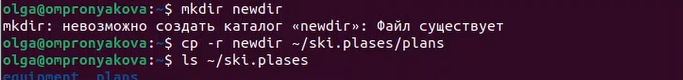 olga@ompronyakova:~$ mkdir newdir
mkdir: невозможно создать каталог «newdir»: Файл существует
olga@ompronyakova:~$ cp -r newdir ~/ski.plases/plans
olga@ompronyakova:~$ ls ~/ski.plases
equipment plans